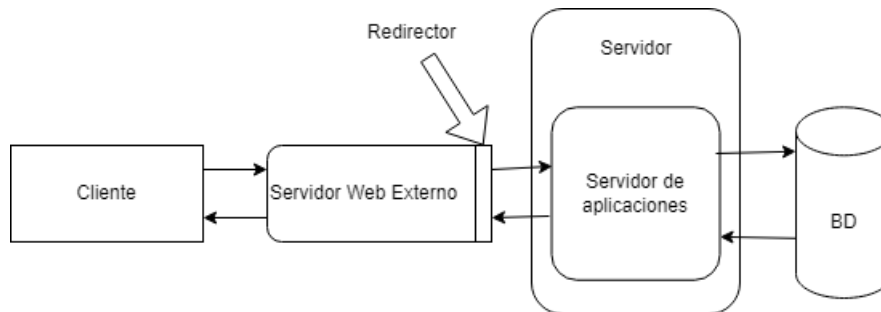 Redirector
Servidor
Cliente
Servidor Web Externo
Servidor de
aplicaciones
BD